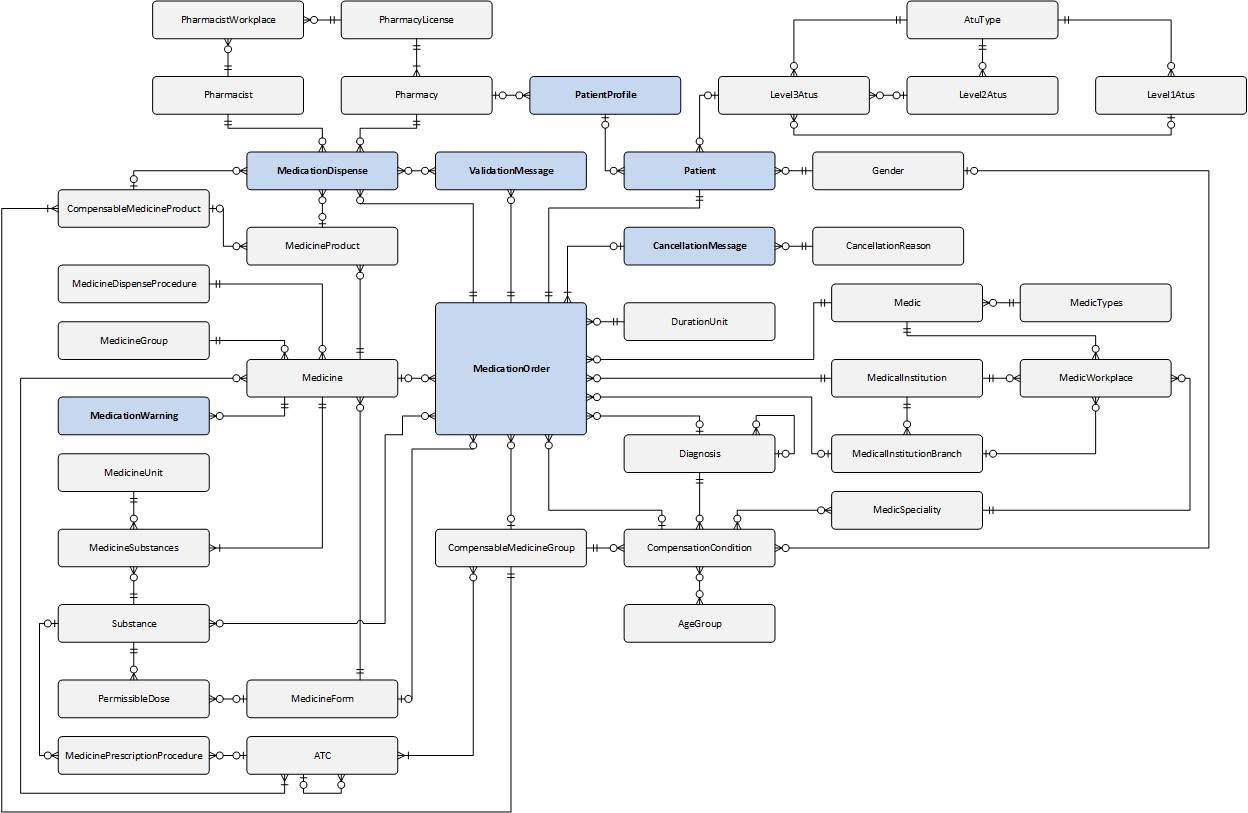 PharmacistWorkplace
PharmacyLicense
AtuType
Pharmacist
Pharmacy
PatientProfile
Level3Atus
Level2Atus
Level1Atus
MedicationDispense
ValidationMessage
Patient
Gender
CompensableMedicineProduct
MedicineProduct
CancellationMessage
CancellationReason
MedicineDispenseProcedure
Medic
MedicTypes
DurationUnit
MedicineGroup
MedicationOrder
Medicine
MedicalInstitution
MedicWorkplace
MedicationWarning
Diagnosis
MedicalInstitutionBranch
MedicineUnit
MedicSpeciality
MedicineSubstances
CompensableMedicineGroup
CompensationCondition
Substance
AgeGroup
PermissibleDose
MedicineForm
MedicinePrescriptionProcedure
ATC